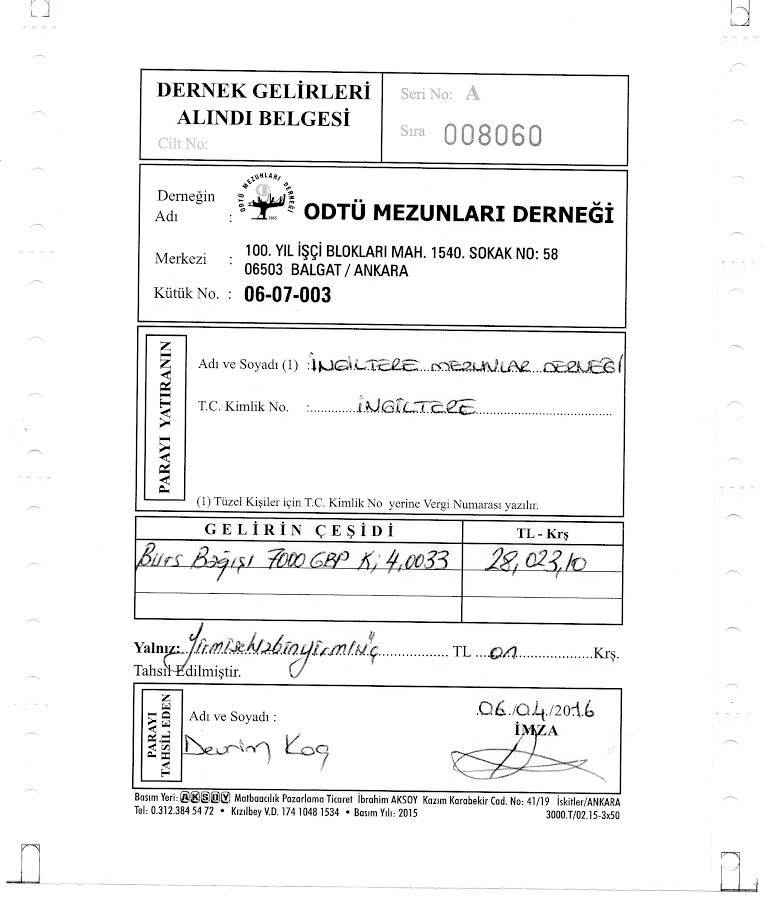 DERNEK GELİRLERİ
ALINDI BELGESİ
Cilt No:
Seri No: A
Sıra 008060
Derneğin
Adı :
ODTÜ MEZUNLARI DERNEĞİ
ODTÜ MEZUNLARI DERNEĞİ
Merkezi : 100. YIL İŞÇİ BLOKLARI MAH. 1540. SOKAK NO: 58
06503 BALGAT / ANKARA
Kütük No. : 06-07-003
PARAYI YATIRANIN
Adı ve Soyadı (1) : İNGİLTERE MEZUNLAR DERNEĞİ
T.C. Kimlik No. :............İNGİLTERE..............................
(1) Tüzel Kişiler için T.C. Kimlik No yerine Vergi Numarası yazılır.
GELİRİN ÇEŞİDİ TL - Krş
Burs Bağışı 7000 GBP K; 4,0033 28,023,10
Yalnız:..Yirmisekizbinyirmiüç................ TL ...on..................Krş.
Tahsil Edilmiştir.
PARAYI
TAHSİL EDEN
Adı ve Soyadı :
Devrim Koç
06/04/2016
İMZA
Basım Yeri: AKSOY Matbaacılık Pazarlama Ticaret İbrahim AKSOY Kazım Karabekir Cad. No: 41/19 İskitler/ANKARA
Tel: 0.312.384 54 72 • Kızılbey V.D. 174 1048 1534 • Basım Yılı: 2015 3000.T/02.15-3x50